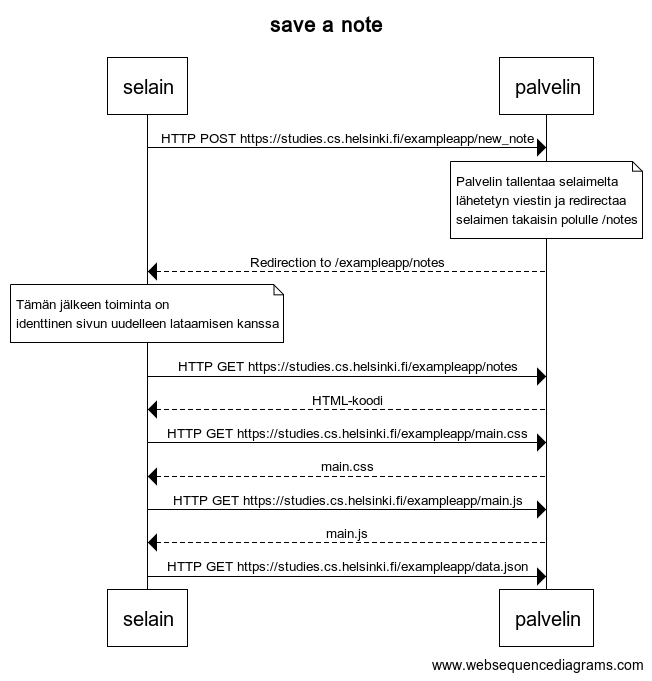 save a note
selain
palvelin
HTTP POST https://studies.cs.helsinki.fi/exampleapp/new_note
Palvelin tallentaa selaimelta
lähetetyn viestin ja redirectaa
selaimen takaisin polulle /notes
Redirection to /exampleapp/notes
Tämän jälkeen toiminta on
identtinen sivun uudelleen lataamisen kanssa
HTTP GET https://studies.cs.helsinki.fi/exampleapp/notes
HTML-koodi
HTTP GET https://studies.cs.helsinki.fi/exampleapp/main.css
main.css
HTTP GET https://studies.cs.helsinki.fi/exampleapp/main.js
main.js
HTTP GET https://studies.cs.helsinki.fi/exampleapp/data.json
selain
palvelin
www.websequencediagrams.com